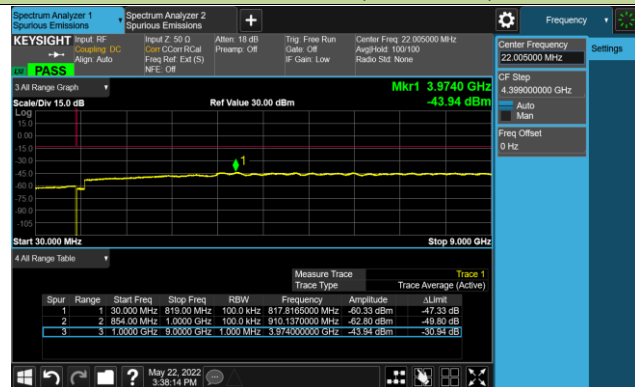 Spectrum Analyzer 1
Spurious Emissions
Spectrum Analyzer 2
Spurious Emissions
+
Frequency
KEYSIGHT
Input: RF
Coupling: DC
Align: Auto
Input Z: 50 Ω
Corr CCorr RCal
Freq Ref: Ext (S)
NFE: Off
Atten: 18 dB
Preamp: Off
Trig: Free Run
Gate: Off
IF Gain: Low
Center Freq: 22.005000 MHz
Avg|Hold: 100/100
Radio Std: None
PASS
Center Frequency
22.005000 MHz
Settings
CF Step
4.399000000 GHz
Auto
Man
Freq Offset
0 Hz
3 All Range Graph
Mkr1 3.9740 GHz
Scale/Div 15.0 dB
Ref Value 30.00 dBm
-43.94 dBm
Log
15.0
0.00
-15.0
-30.0
-45.0
-60.0
-75.0
-90.0
-105
1
Start 30.000 MHz
Stop 9.000 GHz
4 All Range Table
Measure Trace
Trace 1
Trace Type
Trace Average (Active)
Spur Range Start Freq Stop Freq RBW Frequency Amplitude ΔLimit
1 1 30.000 MHz 819.00 MHz 100.0 kHz 817.8165000 MHz -60.33 dBm -47.33 dB
2 2 854.00 MHz 1.0000 GHz 100.0 kHz 910.1370000 MHz -62.80 dBm -49.80 dB
3 3 1.0000 GHz 9.0000 GHz 1.000 MHz 3.974000000 GHz -43.94 dBm -30.94 dB
?
May 22, 2022
3:38:14 PM